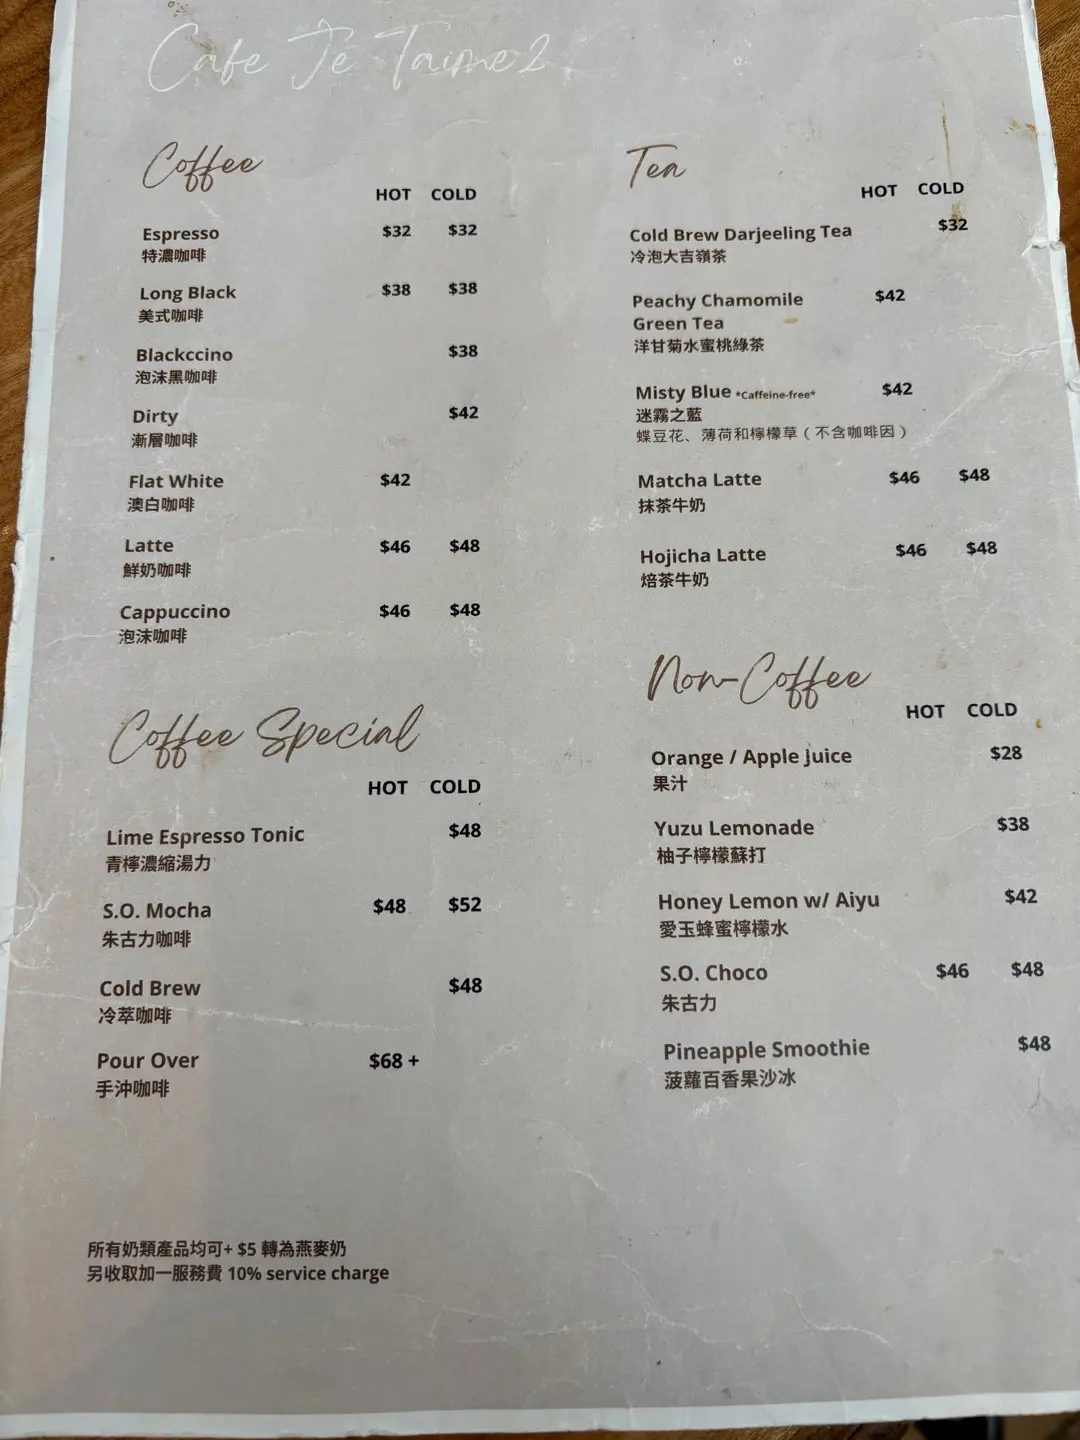 Cafe Je Taime2
Coffee
HOT COLD
Espresso $32 $32
特濃咖啡
Long Black $38 $38
美式咖啡
Blackccino $38
泡沫黑咖啡
Dirty $42
漸層咖啡
Flat White $42
澳白咖啡
Latte $46 $48
鮮奶咖啡
Cappuccino $46 $48
泡沫咖啡
Coffee Special
HOT COLD
Lime Espresso Tonic $48
青檸濃縮湯力
S.O. Mocha $48 $52
朱古力咖啡
Cold Brew $48
冷萃咖啡
Pour Over $68 +
手沖咖啡
Tea
HOT COLD
Cold Brew Darjeeling Tea $32
冷泡大吉嶺茶
Peachy Chamomile $42
Green Tea
洋甘菊水蜜桃綠茶
Misty Blue *Caffeine-free* $42
迷霧之藍
蝶豆花、薄荷和檸檬草（不含咖啡因）
Matcha Latte $46 $48
抹茶牛奶
Hojicha Latte $46 $48
焙茶牛奶
Non-Coffee
HOT COLD
Orange / Apple Juice $28
果汁
Yuzu Lemonade $38
柚子檸檬蘇打
Honey Lemon w/ Aiyu $42
愛玉蜂蜜檸檬水
S.O. Choco $46 $48
朱古力
Pineapple Smoothie $48
菠蘿百香果沙冰
所有奶類產品均可+ $5 轉為燕麥奶
另收取加一服務費 10% service charge